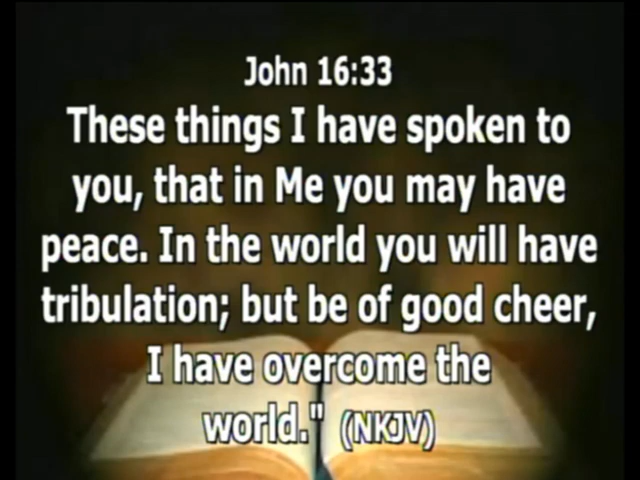 John 16:33
These things I have spoken to
you, that in Me you may have
peace. In the world you will have
tribulation; but be of good cheer,
I have overcome the
world." (NKJV)